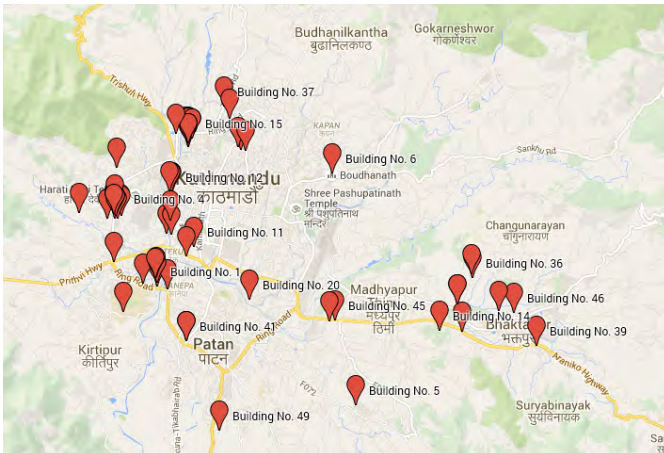 Budhanilkantha
बुढानिलकण्ठ
Gokarneshwor
गोकर्णेश्वर
Trishuli Hwy
Building No. 37
Building No. 15
KAPAN
Building No. 6
Boudhanath
Sankhu Rd
Building No. 12
काठमाडौं
Shree Pashupatinath
Temple
श्री पशुपतिनाथ
मन्दिर
Building No. 11
Changunarayan
चाँगुनारायण
Building No. 36
Prithvi Hwy
Ring Road
Building No. 1
Building No. 20
Madhyapur
मध्यपुर
ठिमी
Building No. 45
Building No. 46
Building No. 14
भक्तपुर
Building No. 39
Building No. 41
Patan
पाटन
Ring Road
Kirtipur
कीर्तिपुर
Araniko Highway
F072
Building No. 5
Building No. 49
Suryabinayak
सुर्यविनायक